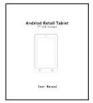 Android Retail Tablet
User Manual